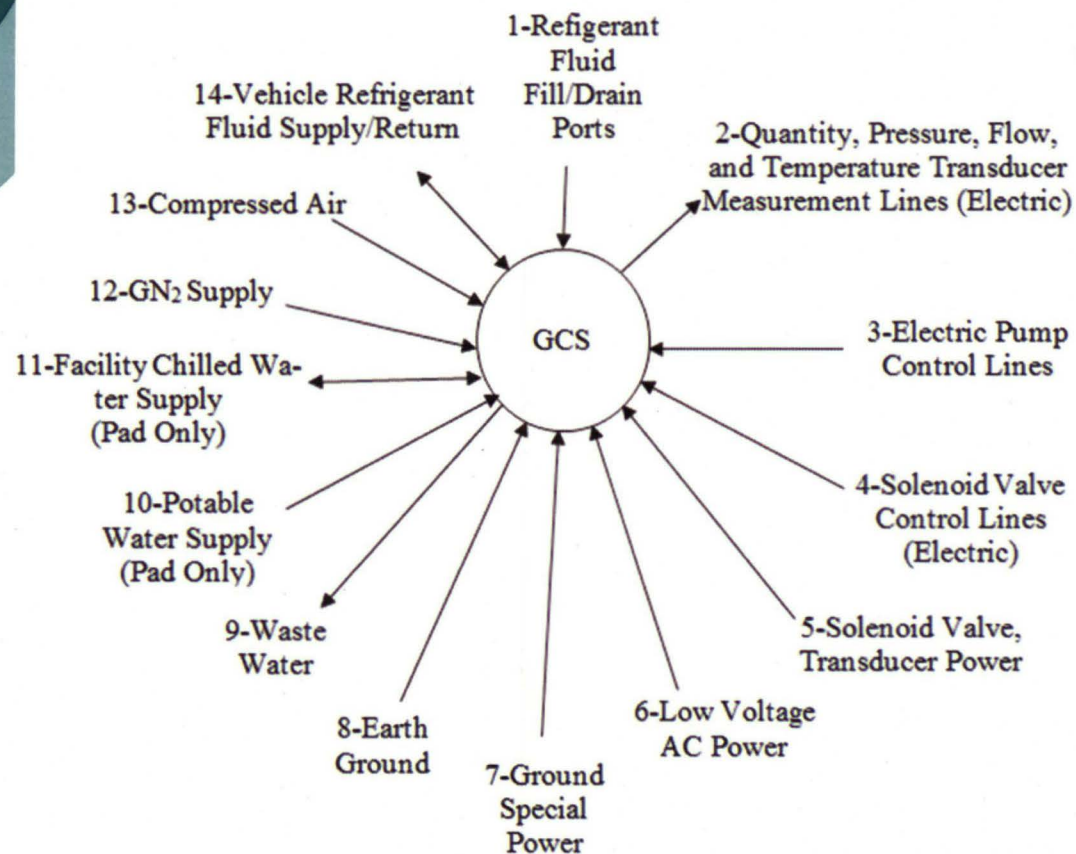 1-Refigerant
Fluid
Fill/Drain
Ports
2-Quantity, Pressure, Flow,
and Temperature Transducer
Measurement Lines (Electric)
3-Electric Pump
Control Lines
4-Solenoid Valve
Control Lines
(Electric)
5-Solenoid Valve,
Transducer Power
6-Low Voltage
AC Power
7-Ground
Special
Power
8-Earth
Ground
9-Waste
Water
10-Potable
Water Supply
(Pad Only)
11-Facility Chilled Wa-
ter Supply
(Pad Only)
12-GN2 Supply
13-Compressed Air
14-Vehicle Refrigerant
Fluid Supply/Return
GCS